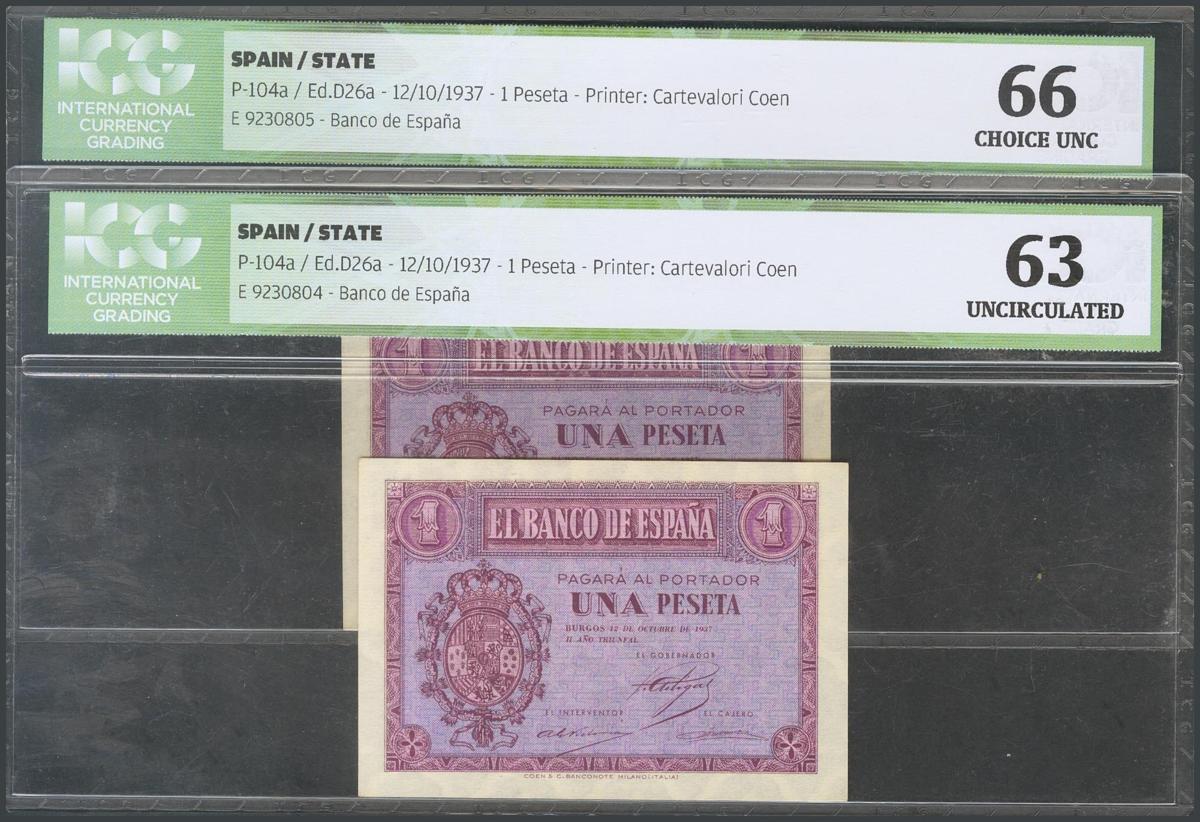 ICG
INTERNATIONAL
CURRENCY
GRADING
SPAIN / STATE
P-104a / Ed.D26a - 12/10/1937 - 1 Peseta - Printer: Cartevalori Coen
E 9230805 - Banco de España
66
CHOICE UNC
ICG
INTERNATIONAL
CURRENCY
GRADING
SPAIN / STATE
P-104a / Ed.D26a - 12/10/1937 - 1 Peseta - Printer: Cartevalori Coen
E 9230804 - Banco de España
63
UNCIRCULATED
1 EL BANCO DE ESPAÑA 1
PAGARÁ AL PORTADOR
UNA PESETA
1 EL BANCO DE ESPAÑA 1
PAGARÁ AL PORTADOR
UNA PESETA
BURGOS 12 DE OCTUBRE DE 1937
II AÑO TRIUNFAL
EL GOBERNADOR
EL INTERVENTOR EL CAJERO
COEN & C. BANCONOTE MILANO (ITALIA)